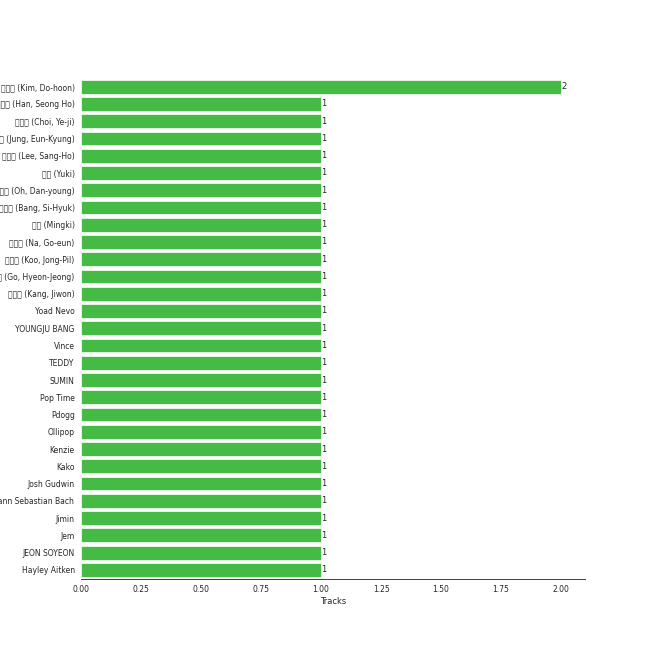 (Kim, Do-hoon) 2
(Han, Seong Ho) 1
(Choi, Ye-ji) 1
(Jung, Eun-Kyung) 1
(Lee, Sang-Ho) 1
(Yuki) 1
(Oh, Dan-young) 1
(Bang, Si-Hyuk) 1
(Mingki) 1
(Na, Go-eun) 1
(Koo, Jong-Pil) 1
(Go, Hyeon-Jeong) 1
(Kang, Jiwon) 1
Yoad Nevo 1
YOUNGJU BANG 1
Vince 1
TEDDY 1
SUMIN 1
Pop Time 1
Pdogg 1
Ollipop 1
Kenzie 1
Kako 1
Josh Gudwin 1
ann Sebastian Bach 1
Jimin 1
Jem 1
JEON SOYEON 1
Hayley Aitken 1
0.00 0.25 0.50 0.75 1.00 1.25 1.50 1.75 2.00
Tracks